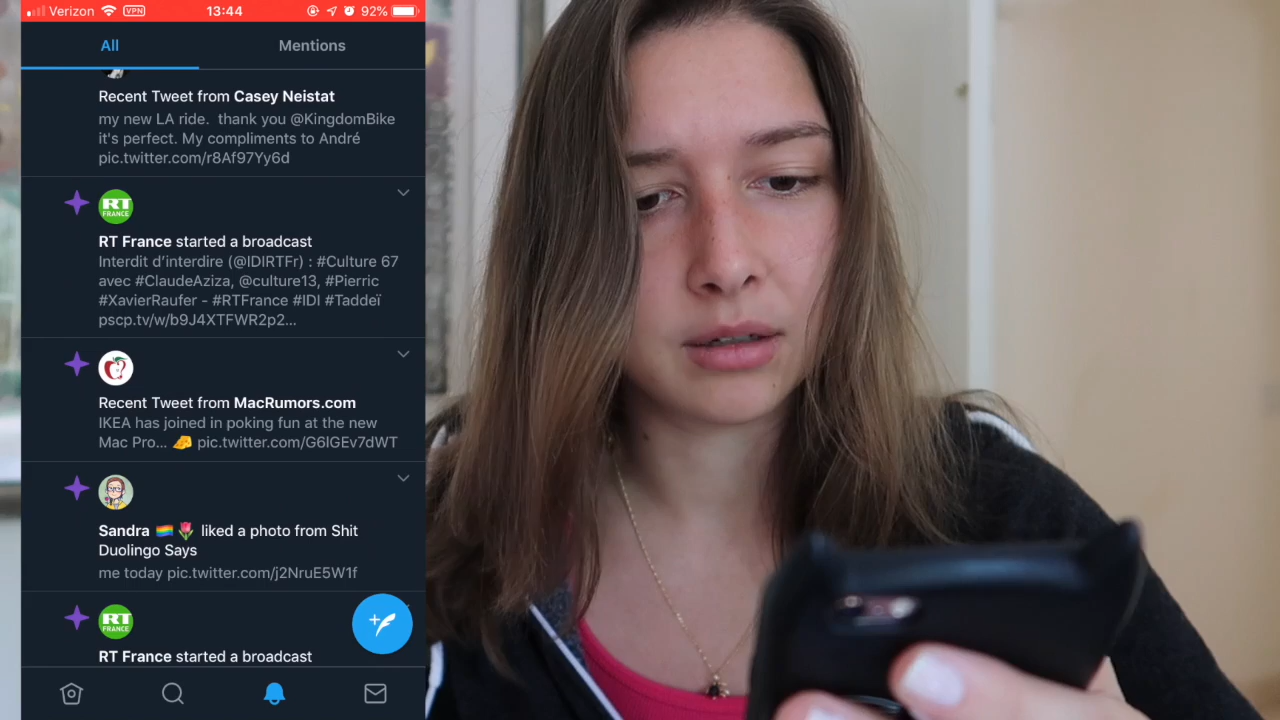 Verizon VPN 13:44 92%
All Mentions
Recent Tweet from Casey Neistat
my new LA ride. thank you @KingdomBike
it's perfect. My compliments to André
pic.twitter.com/r8Af97Yy6d
RT
FRANCE
RT France started a broadcast
Interdit d'interdire (@IDIRTFr) : #Culture 67
avec #ClaudeAziza, @culture13, #Pierric
#XavierRaufer - #RTFrance #IDI #Taddeï
pscp.tv/w/b9J4XTFWR2p2...
Recent Tweet from MacRumors.com
IKEA has joined in poking fun at the new
Mac Pro... 🧀 pic.twitter.com/G6lGEv7dWT
Sandra 🏳️‍🌈🌷 liked a photo from Shit
Duolingo Says
me today pic.twitter.com/j2NruE5W1f
RT
FRANCE
RT France started a broadcast